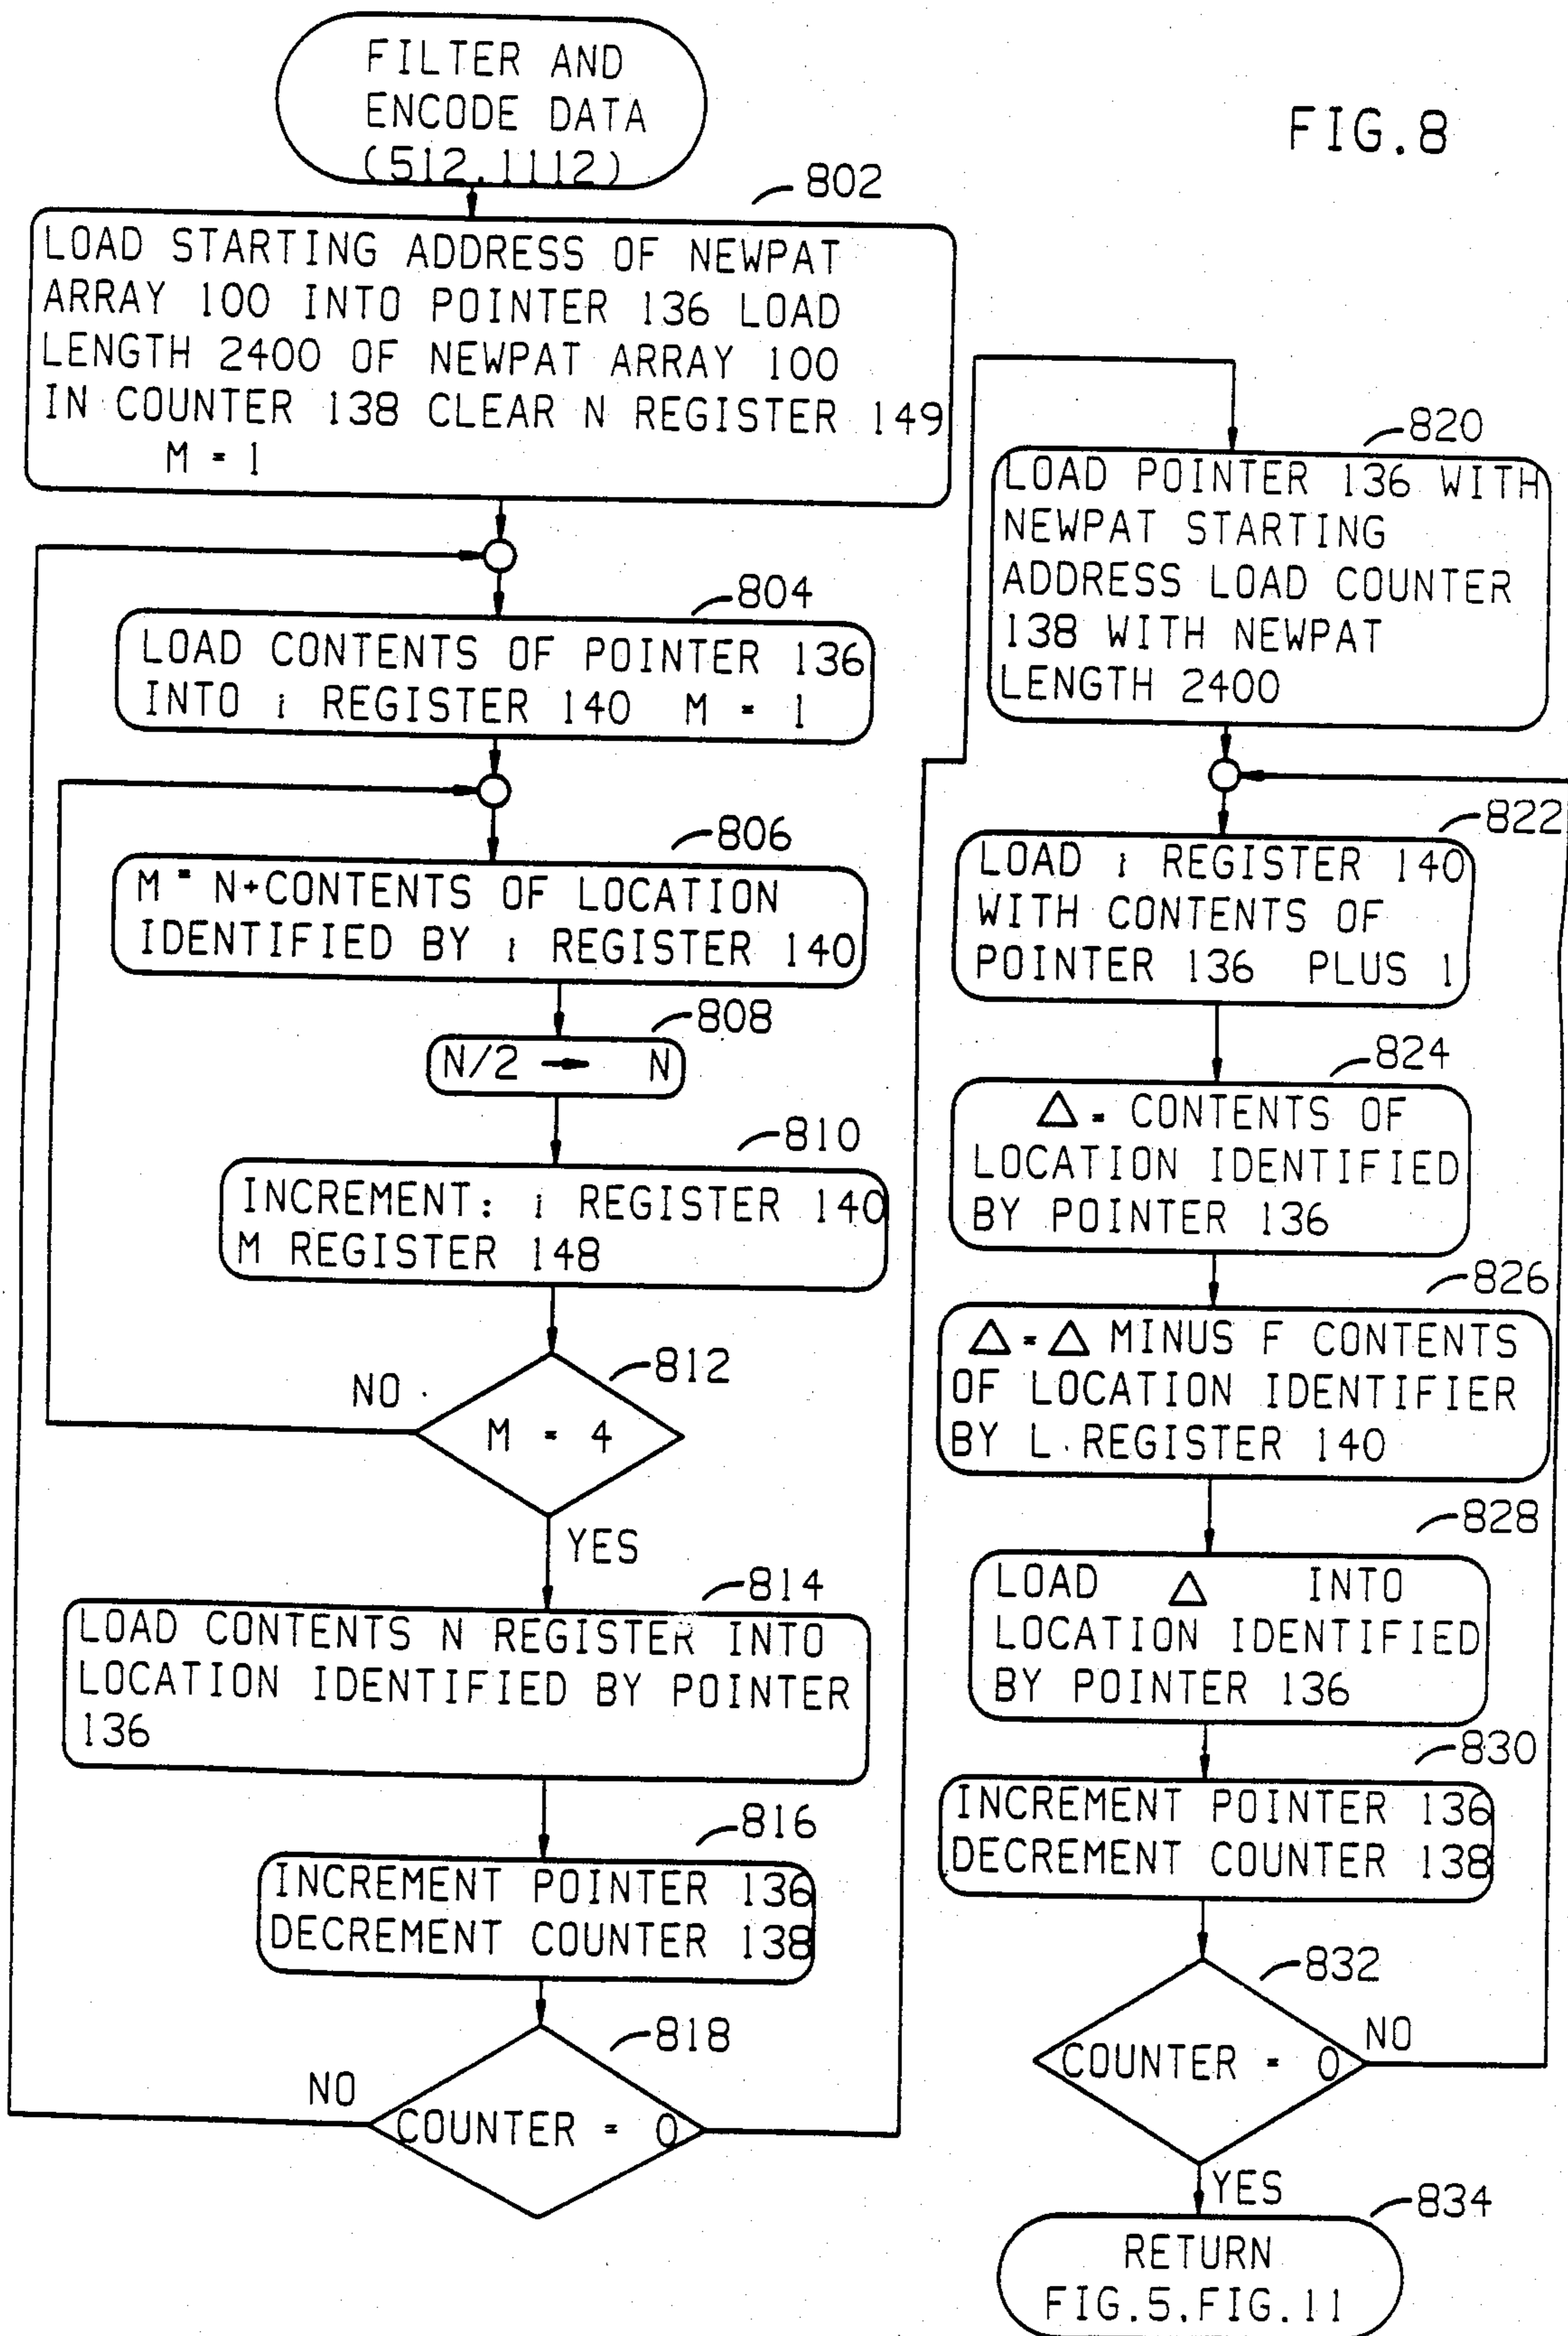 FILTER AND
ENCODE DATA
(512,1112)
FIG.8
802
LOAD STARTING ADDRESS OF NEWPAT
ARRAY 100 INTO POINTER 136 LOAD
LENGTH 2400 OF NEWPAT ARRAY 100
IN COUNTER 138 CLEAR N REGISTER 149
M = 1
804
LOAD CONTENTS OF POINTER 136
INTO i REGISTER 140 M = 1
806
M = N+CONTENTS OF LOCATION
IDENTIFIED BY i REGISTER 140
808
N/2 → N
810
INCREMENT: i REGISTER 140
M REGISTER 148
812
NO
M = 4
YES
814
LOAD CONTENTS N REGISTER INTO
LOCATION IDENTIFIED BY POINTER
136
816
INCREMENT POINTER 136
DECREMENT COUNTER 138
818
NO
COUNTER = 0
820
LOAD POINTER 136 WITH
NEWPAT STARTING
ADDRESS LOAD COUNTER
138 WITH NEWPAT
LENGTH 2400
822
LOAD i REGISTER 140
WITH CONTENTS OF
POINTER 136 PLUS 1
824
△ = CONTENTS OF
LOCATION IDENTIFIED
BY POINTER 136
826
△ = △ MINUS F CONTENTS
OF LOCATION IDENTIFIER
BY L REGISTER 140
828
LOAD △ INTO
LOCATION IDENTIFIED
BY POINTER 136
830
INCREMENT POINTER 136
DECREMENT COUNTER 138
832
COUNTER = 0
NO
YES
834
RETURN
FIG.5,FIG.11